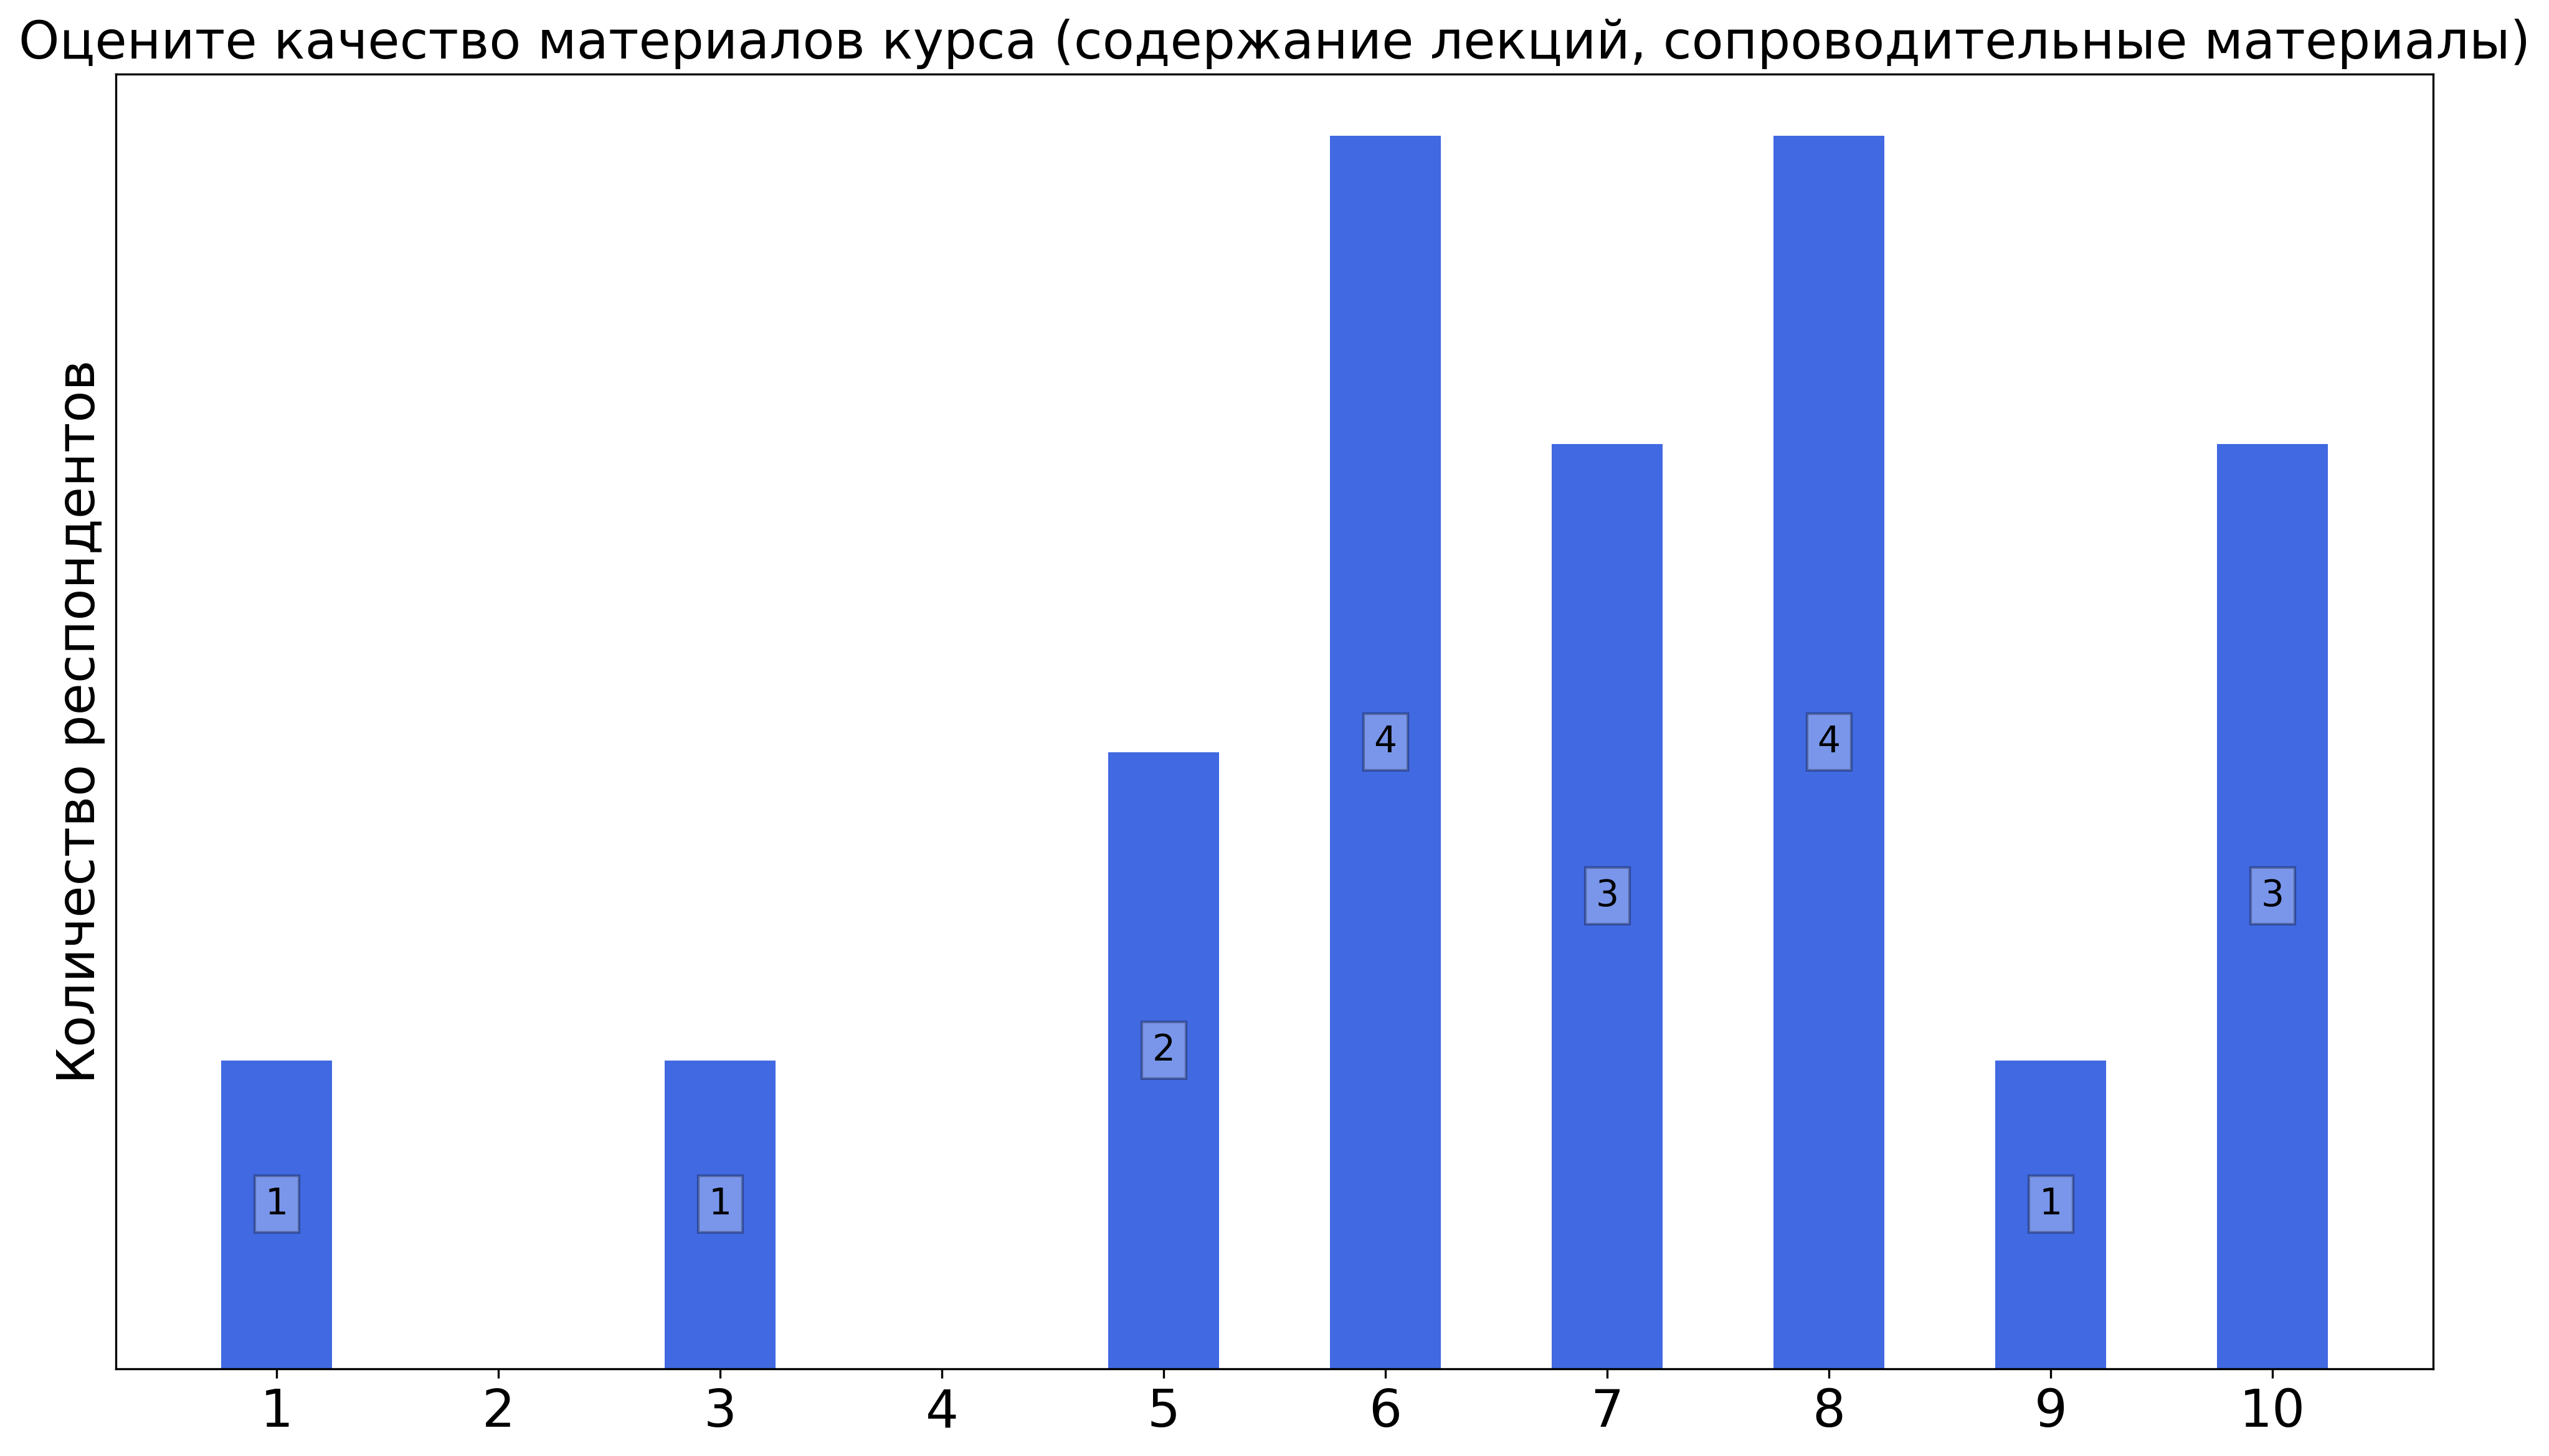 Оцените качество материалов курса (содержание лекций, сопроводительные материалы)
Количество респондентов
4
4
3
3
2
1
1
1
1 2 3 4 5 6 7 8 9 10